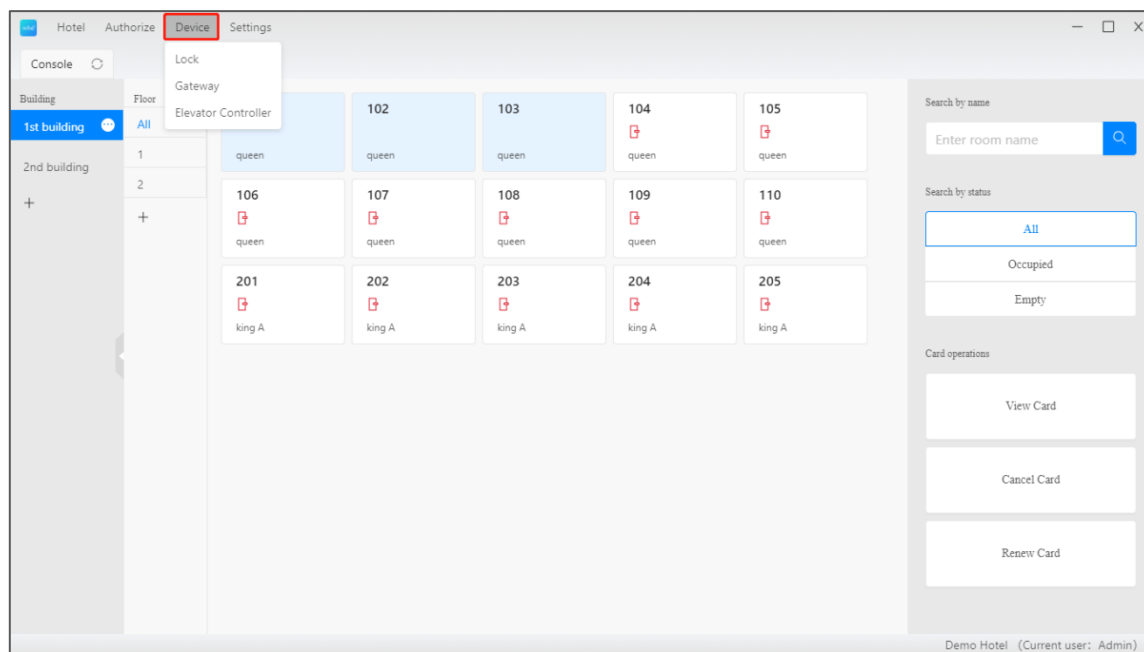 Hotel Authorize Device Settings
Console
Lock
Gateway
Elevator Controller
Building
1st building
2nd building
+
Floor
All
1
2
+
102 103 104 105
queen queen queen queen queen
106 107 108 109 110
queen queen queen queen queen
201 202 203 204 205
king A king A king A king A king A
Search by name
Enter room name
Search by status
All
Occupied
Empty
Card operations
View Card
Cancel Card
Renew Card
Demo Hotel (Current user: Admin)